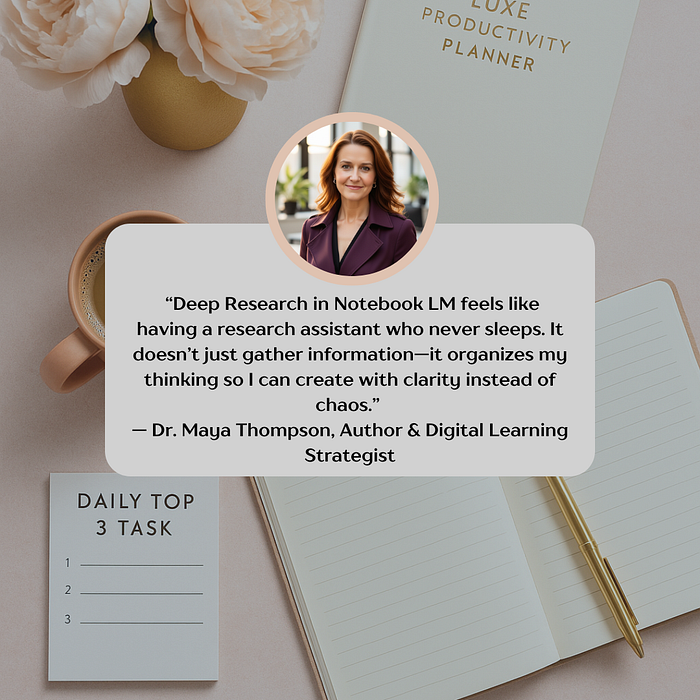 LUXE
PRODUCTIVITY
PLANNER
“Deep Research in Notebook LM feels like
having a research assistant who never sleeps. It
doesn’t just gather information—it organizes my
thinking so I can create with clarity instead of
chaos.”
— Dr. Maya Thompson, Author & Digital Learning
Strategist
DAILY TOP
3 TASK
1
2
3